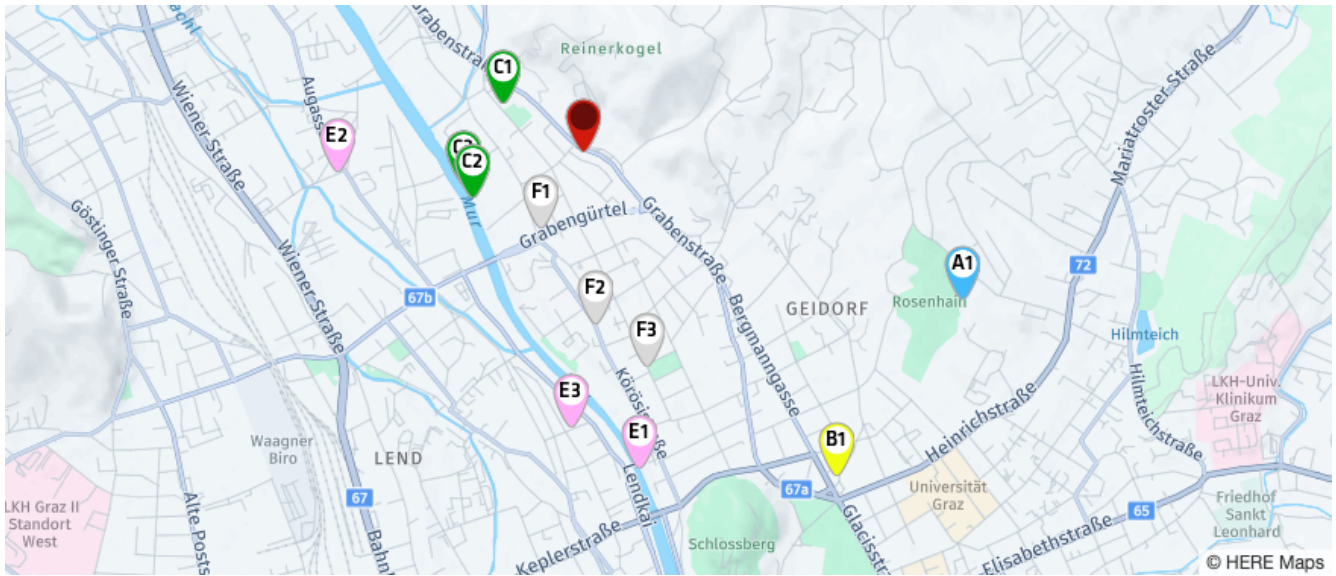 Grabenstraß
Reinerkogel
C1
Augasse
Wiener Straße
E2
C2
C2
Mur
F1
Grabengürtel
Grabenstraße
Mariatroster Straße
Göstinger Straße
Wiener Straße
67b
F2
F3
Bergmanngasse
GEIDORF
Rosenhain
A1
72
Hilmteich
Hilmteichstraße
LKH-Univ.
Klinikum
Graz
E3
E1
Lendkai
B1
Heinrichstraße
Waagner
Biro
LEND
67
LKH Graz II
Standort
West
Alte Posts
Bahn
Keplerstraße
Schlossberg
67a
Glacisstr
Universität
Graz
Elisabethstraße
65
Friedhof
Sankt
Leonhard
© HERE Maps